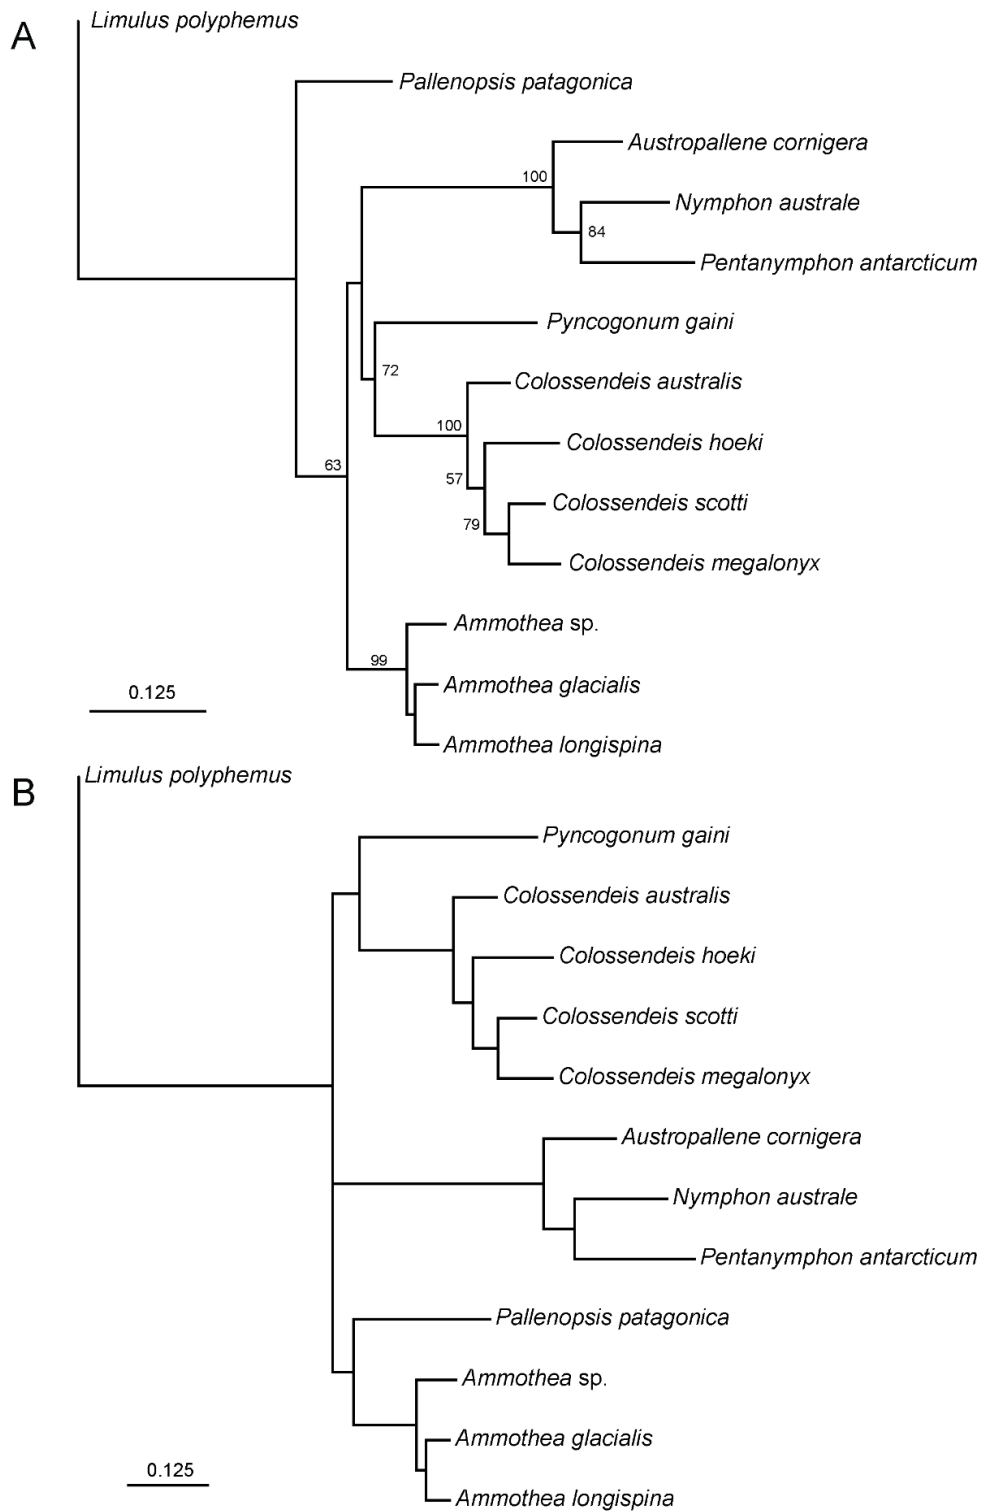 A
Limulus polyphemus
Pallenopsis patagonica
Austropallene cornigera
100
Nymphon australe
84
Pentanymphon antarcticum
Pyncogonum gaini
72
Colossendeis australis
100
Colossendeis hoeki
63
57
Colossendeis scotti
79
Colossendeis megalonyx
Ammothea sp.
99
Ammothea glacialis
0.125
Ammothea longispina
B
Limulus polyphemus
Pyncogonum gaini
Colossendeis australis
Colossendeis hoeki
Colossendeis scotti
Colossendeis megalonyx
Austropallene cornigera
Nymphon australe
Pentanymphon antarcticum
Pallenopsis patagonica
Ammothea sp.
Ammothea glacialis
0.125
Ammothea longispina